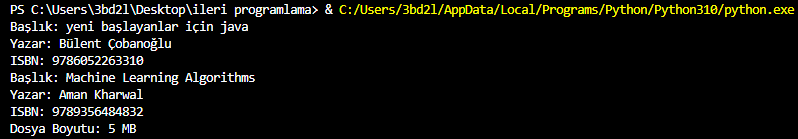 PS C:\Users\3bd2l\Desktop\ileri programlama> & C:/Users/3bd2l/AppData/Local/Programs/Python/Python310/python.exe
Başlık: yeni başlayanlar için java
Yazar: Bülent Çobanoğlu
ISBN: 9786052263310
Başlık: Machine Learning Algorithms
Yazar: Aman Kharwal
ISBN: 9789356484832
Dosya Boyutu: 5 MB